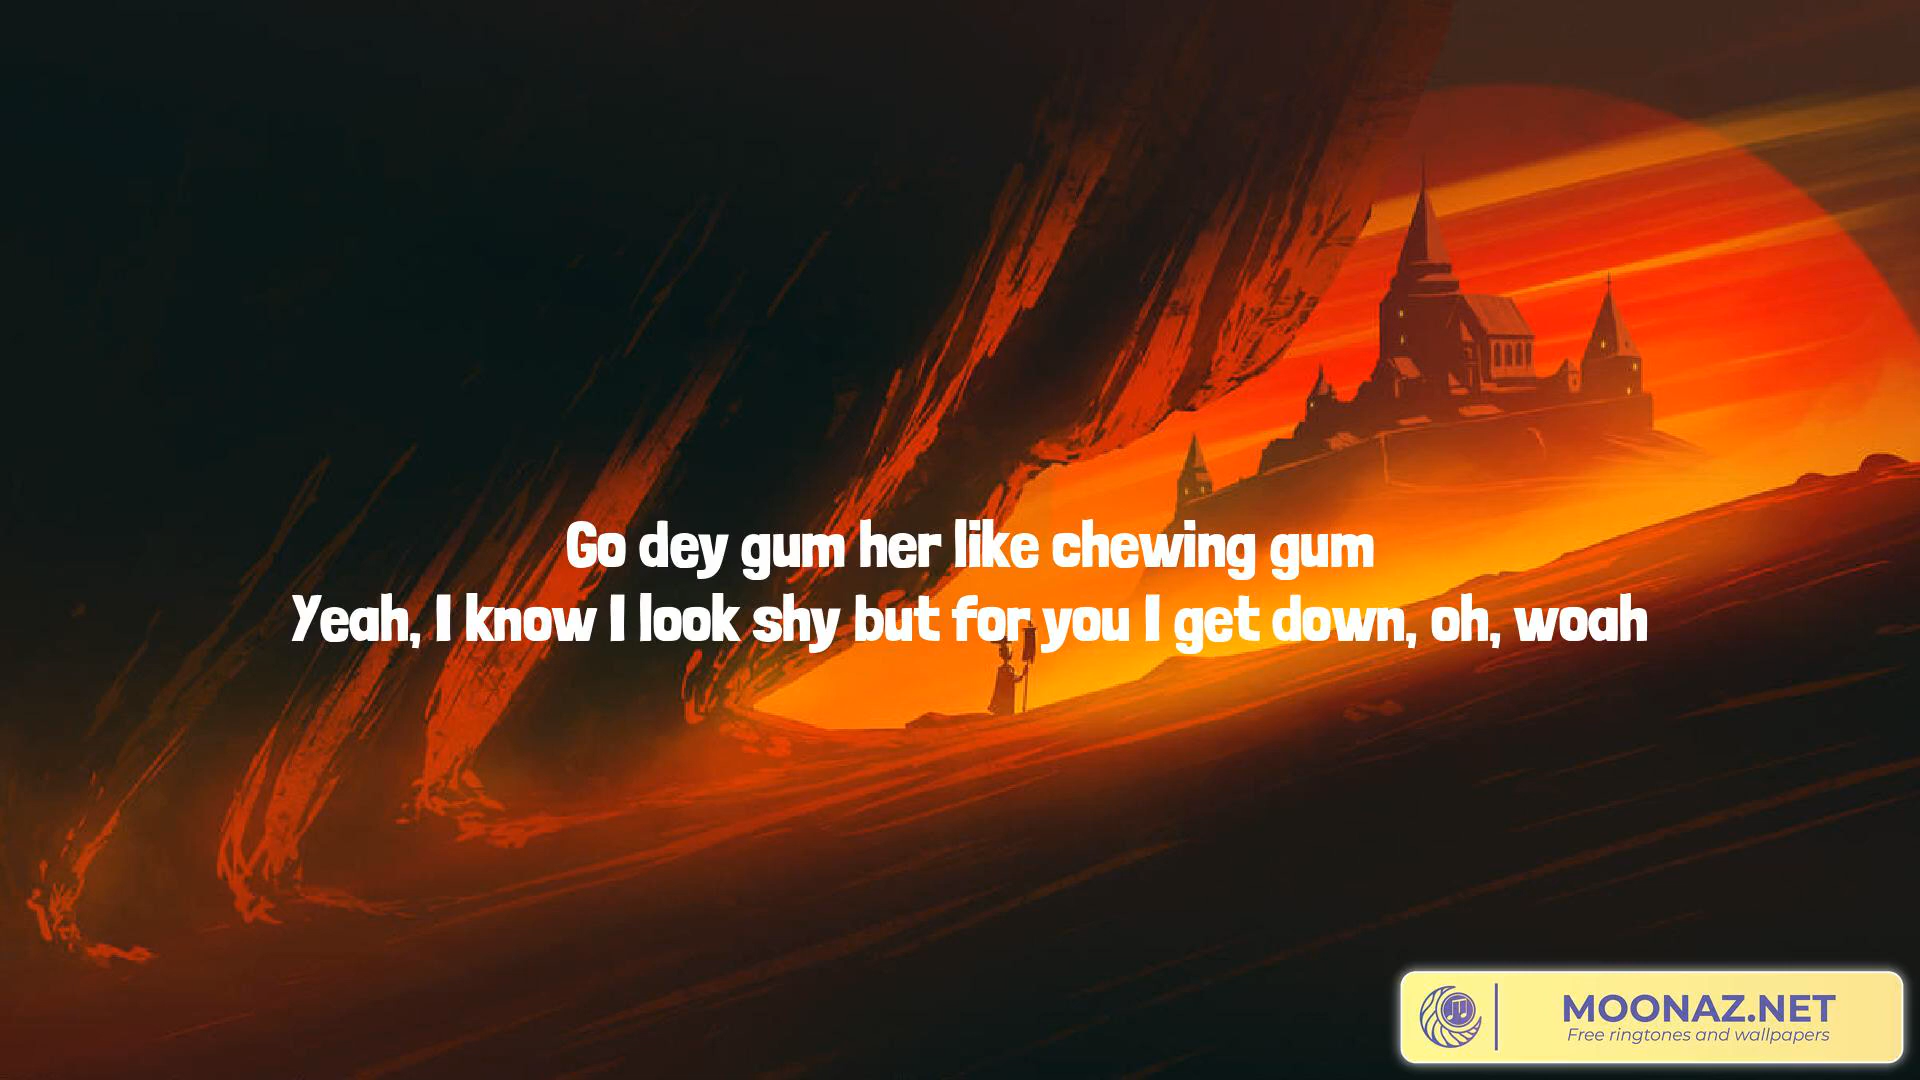 Go dey gum her like chewing gum
Yeah, I know I look shy but for you I get down, oh, woah
MOONAZ.NET
Free ringtones and wallpapers